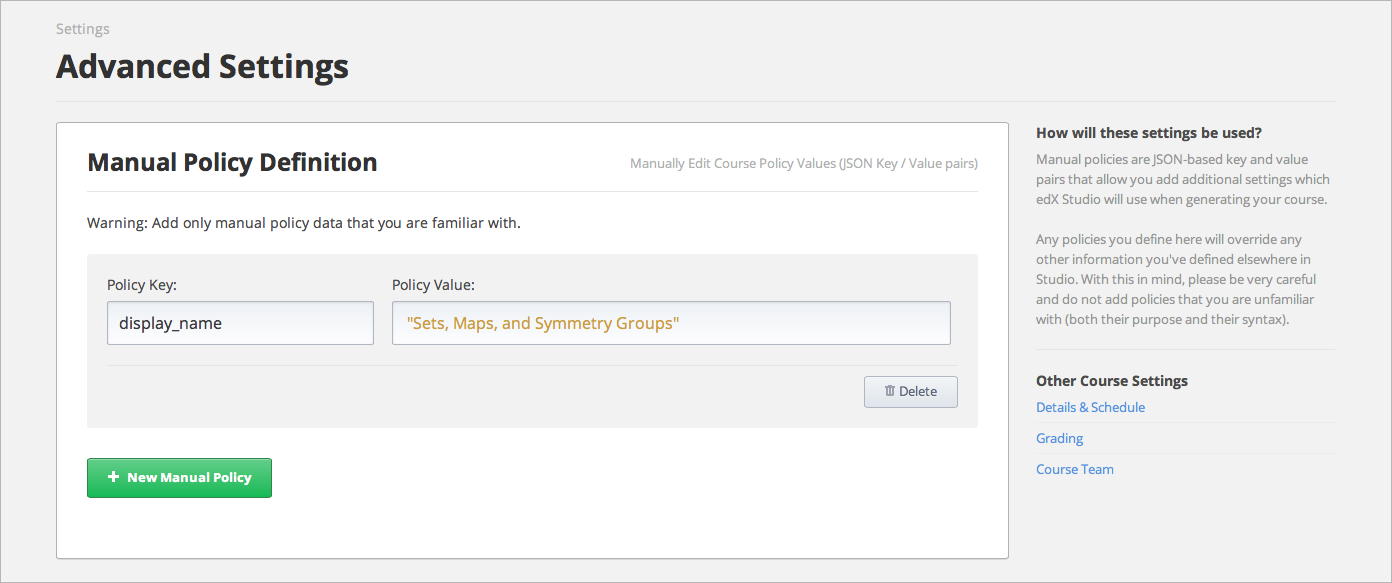 Settings
Advanced Settings
Manual Policy Definition
Manually Edit Course Policy Values (JSON Key / Value pairs)
Warning: Add only manual policy data that you are familiar with.
Policy Key:
Policy Value:
display_name
"Sets, Maps, and Symmetry Groups"
Delete
New Manual Policy
How will these settings be used?
Manual policies are JSON-based key and value
pairs that allow you add additional settings which
edX Studio will use when generating your course.
Any policies you define here will override any
other information you've defined elsewhere in
Studio. With this in mind, please be very careful
and do not add policies that you are unfamiliar
with (both their purpose and their syntax).
Other Course Settings
Details & Schedule
Grading
Course Team